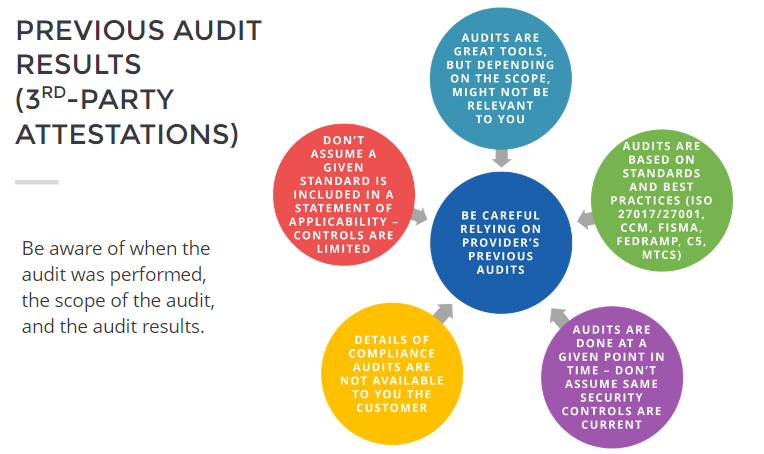 PREVIOUS AUDIT
RESULTS
(3RD-PARTY
ATTESTATIONS)
Be aware of when the
audit was performed,
the scope of the audit,
and the audit results.
AUDITS ARE
GREAT TOOLS,
BUT DEPENDING
ON THE SCOPE,
MIGHT NOT BE
RELEVANT
TO YOU
AUDITS ARE
BASED ON
STANDARDS
AND BEST
PRACTICES (ISO
27017/27001,
CCM, FISMA,
FEDRAMP, C5,
MTCS)
AUDITS ARE
DONE AT A
GIVEN POINT IN
TIME – DON’T
ASSUME SAME
SECURITY
CONTROLS ARE
CURRENT
DETAILS OF
COMPLIANCE
AUDITS ARE
NOT AVAILABLE
TO YOU THE
CUSTOMER
DON’T
ASSUME A
GIVEN
STANDARD IS
INCLUDED IN A
STATEMENT OF
APPLICABILITY –
CONTROLS ARE
LIMITED
BE CAREFUL
RELYING ON
PROVIDER’S
PREVIOUS
AUDITS